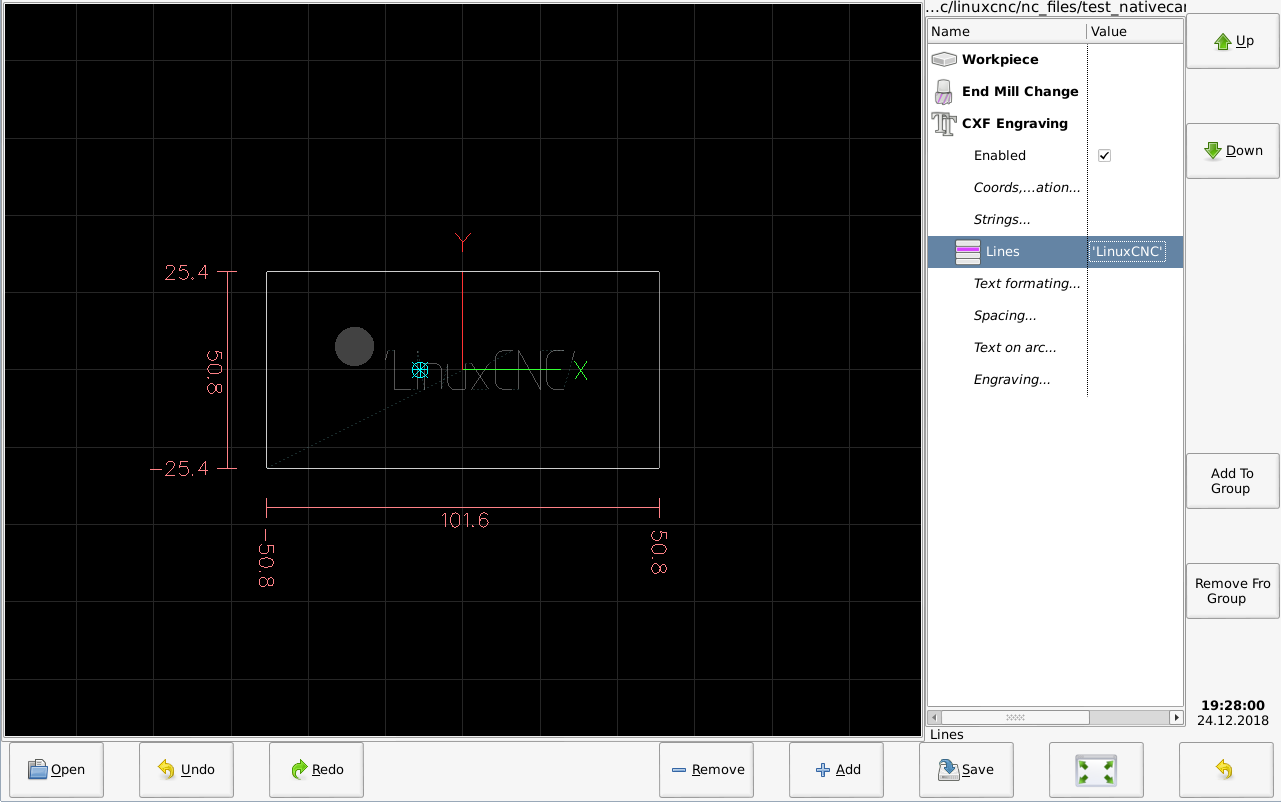 ...c/linuxcnc/nc_files/test_nativecar
Name Value
Up
Workpiece
End Mill Change
CXF Engraving
Enabled
Down
Coords,...ation...
Strings...
Lines 'LinuxCNC'
Text formating...
Spacing...
Text on arc...
Engraving...
Y
25.4
50.8
'LinuxCNC'
X
-25.4
101.6
-50.8
50.8
Add To
Group
Remove Fro
Group
19:28:00
24.12.2018
Lines
Open Undo Redo Remove Add Save